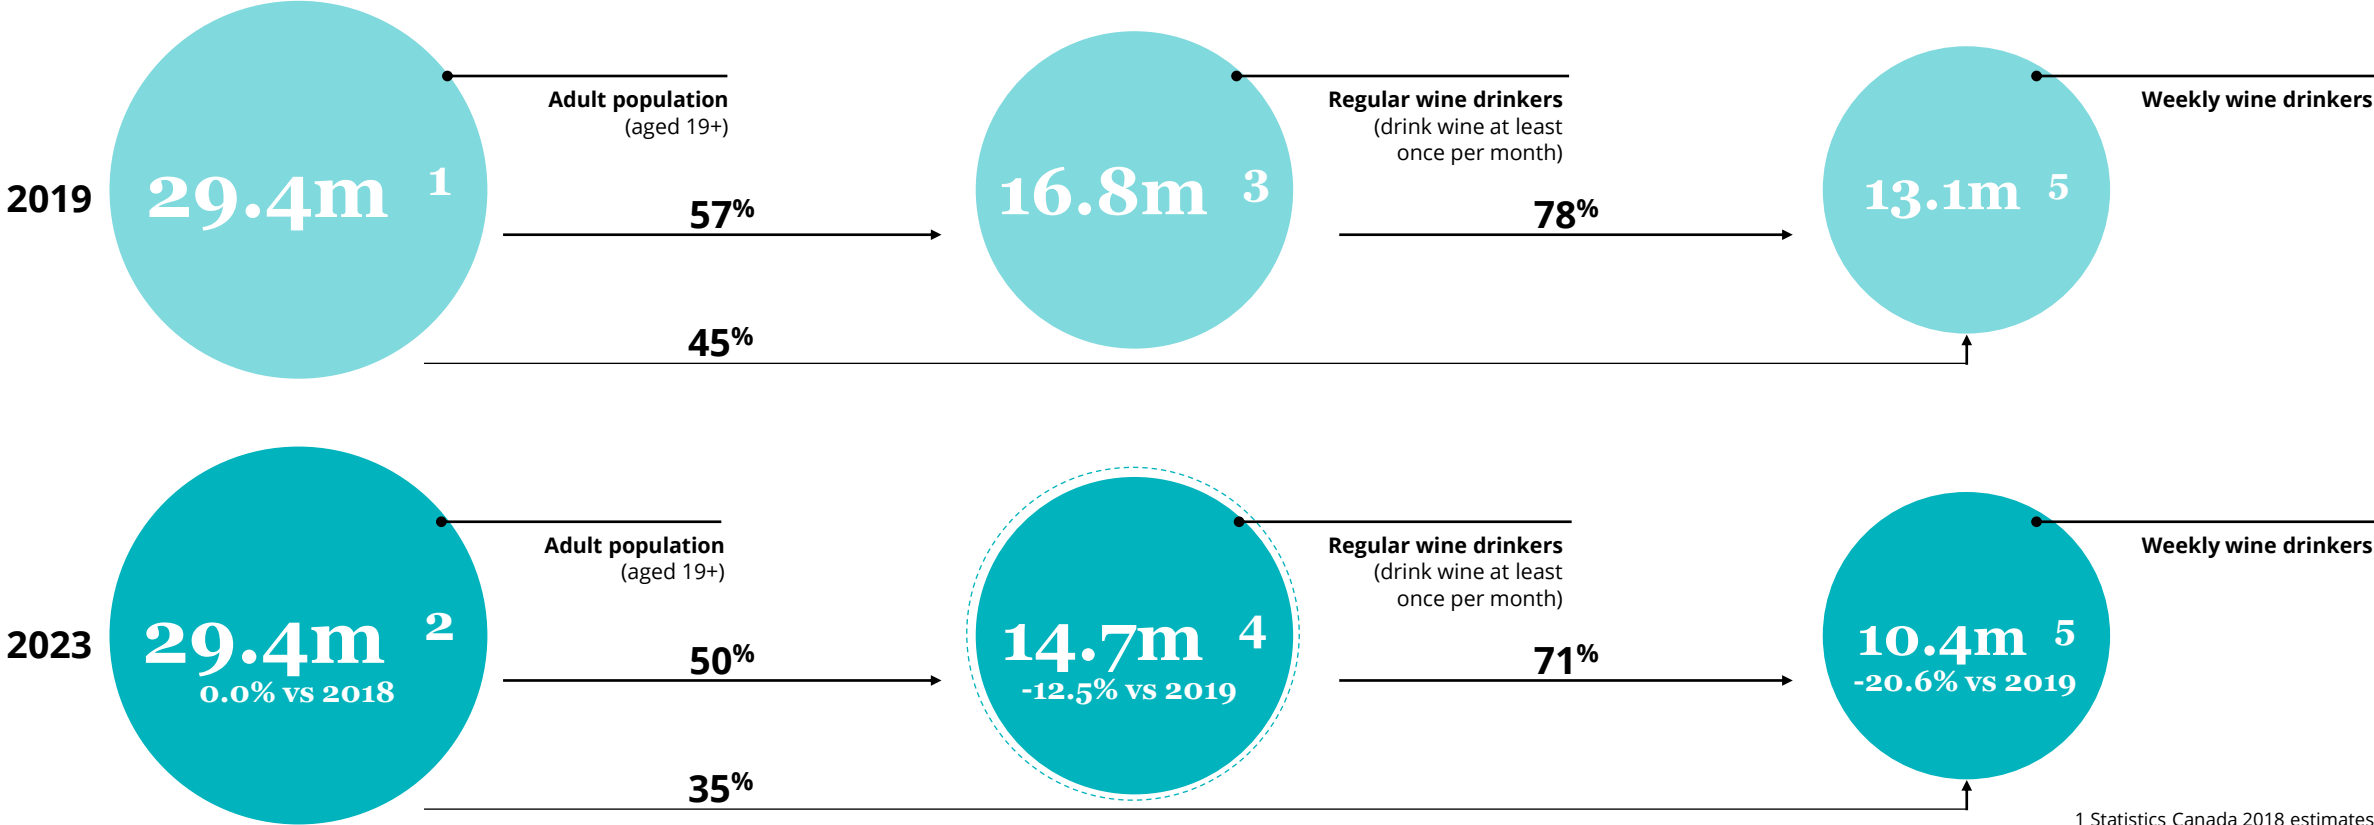 Adult population
(aged 19+)
Regular wine drinkers
(drink wine at least
once per month)
Weekly wine drinkers
2019
29.4m 1
57%
16.8m 3
78%
13.1m 5
45%
Adult population
(aged 19+)
Regular wine drinkers
(drink wine at least
once per month)
Weekly wine drinkers
2023
29.4m 2
0.0% vs 2018
50%
14.7m 4
-12.5% vs 2019
71%
10.4m 5
-20.6% vs 2019
35%
1 Statistics Canada 2018 estimates